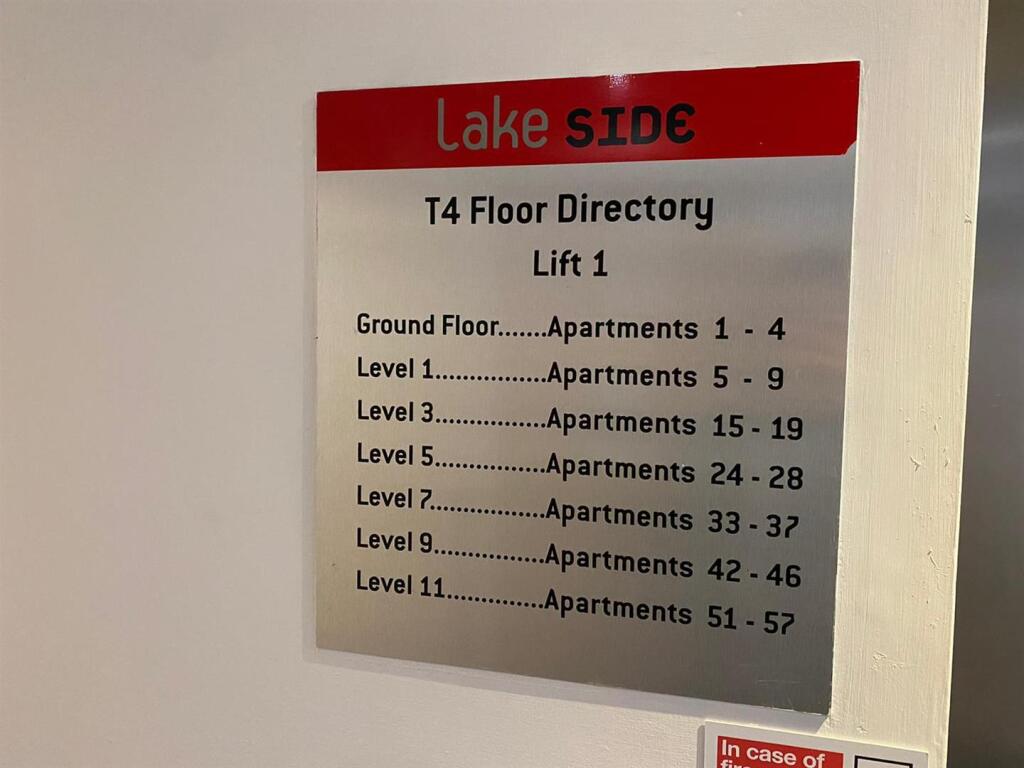 Lake SIDE
T4 Floor Directory
Lift 1
Ground Floor.......Apartments 1 - 4
Level 1................Apartments 5 - 9
Level 3................Apartments 15 - 19
Level 5................Apartments 24 - 28
Level 7.................Apartments 33 - 37
Level 9................Apartments 42 - 46
Level 11..............Apartments 51 - 57
In case of